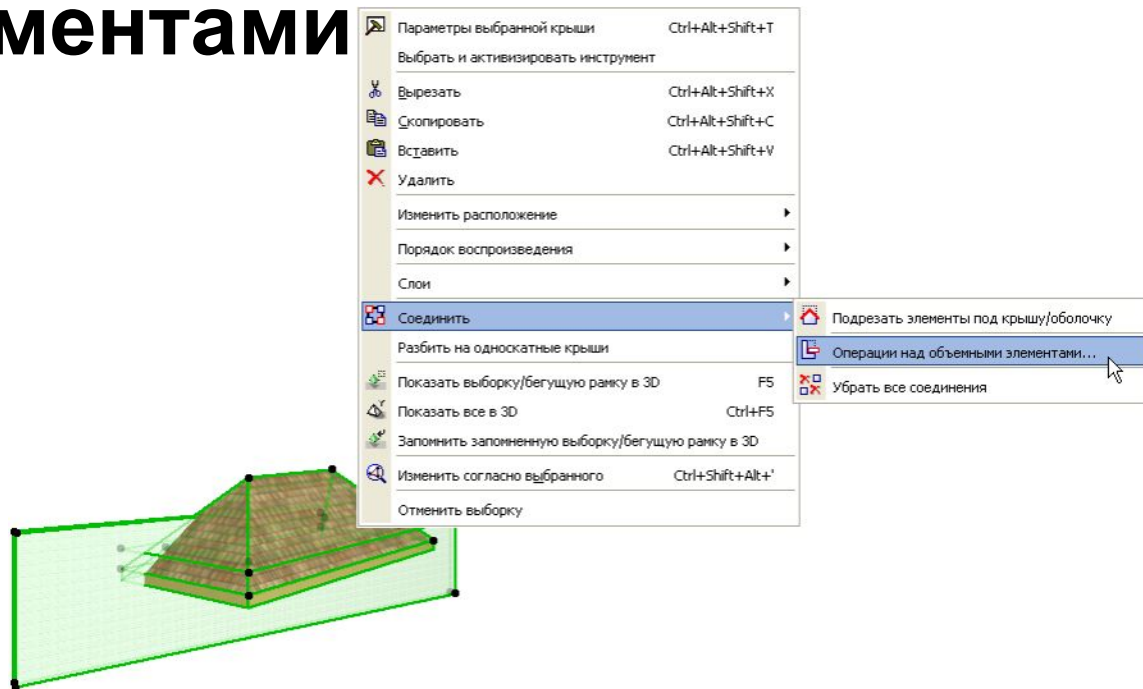 ментами
Параметры выбранной крыши Ctrl+Alt+Shift+T
Выбрать и активизировать инструмент
Вырезать Ctrl+Alt+Shift+X
Скопировать Ctrl+Alt+Shift+C
Вставить Ctrl+Alt+Shift+V
Удалить
Изменить расположение
Порядок воспроизведения
Слои
Соединить
Подрезать элементы под крышу/оболочку
Разбить на односкатные крыши
Операции над объемными элементами...
Показать выборку/бегущую рамку в 3D F5
Убрать все соединения
Показать все в 3D Ctrl+F5
Запомнить запомненную выборку/бегущую рамку в 3D
Изменить согласно выбранного Ctrl+Shift+Alt+'
Отменить выборку